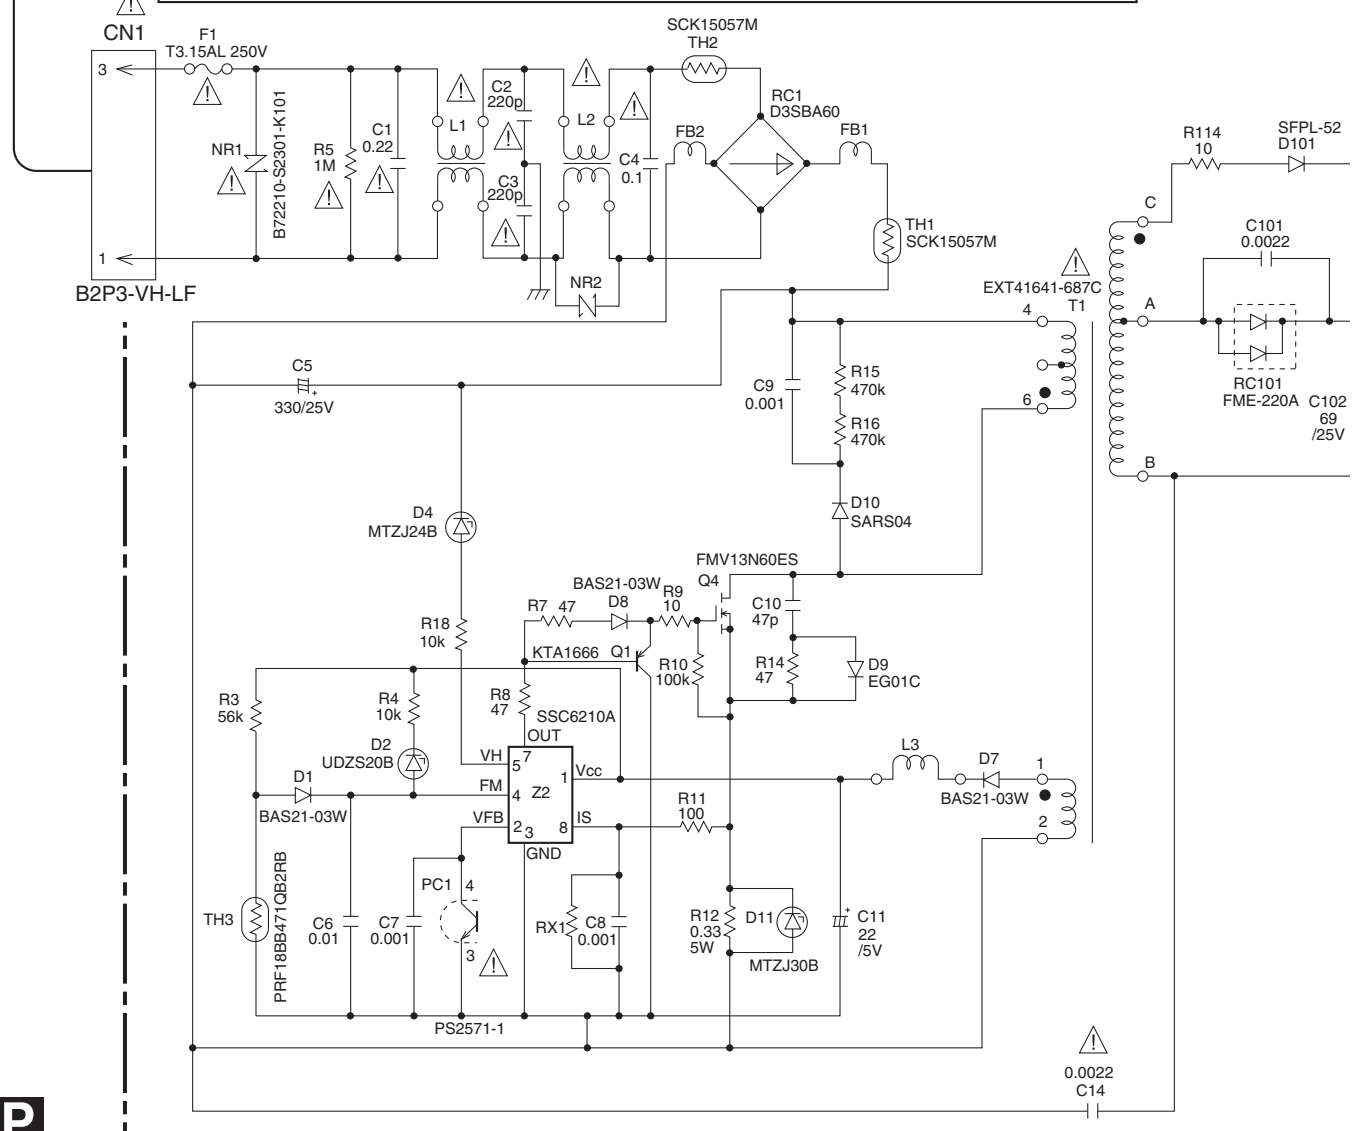 CN1
3
1
B2P3-VH-LF
F1
T3.15AL 250V
NR1
B72210-S2301-K101
R5
1M
C1
0.22
L1
C2
220p
C3
220p
L2
NR2
C4
0.1
SCK15057M
TH2
FB2
RC1
D3SBA60
FB1
TH1
SCK15057M
EXT41641-687C
T1
4
6
C
A
B
R114
10
SFPL-52
D101
C101
0.0022
RC101
FME-220A
C102
69
/25V
C5
+
330/25V
C9
0.001
R15
470k
R16
470k
D10
SARS04
D4
MTZJ24B
R18
10k
FMV13N60ES
Q4
BAS21-03W
D8
R7 47
R9
10
KTA1666
Q1
R10
100k
C10
47p
R14
47
D9
EG01C
R3
56k
R4
10k
D2
UDZS20B
R8
47
SSC6210A
OUT
7
VH
5
FM
4
VFB
2
3
GND
Z2
1
Vcc
8
IS
D1
BAS21-03W
R11
100
L3
D7
BAS21-03W
1
2
TH3
PRF18BB471QB2RB
C6
0.01
C7
0.001
PC1
4
3
PS2571-1
RX1
C8
0.001
R12
0.33
5W
D11
MTZJ30B
+
C11
22
/5V
0.0022
C14
P